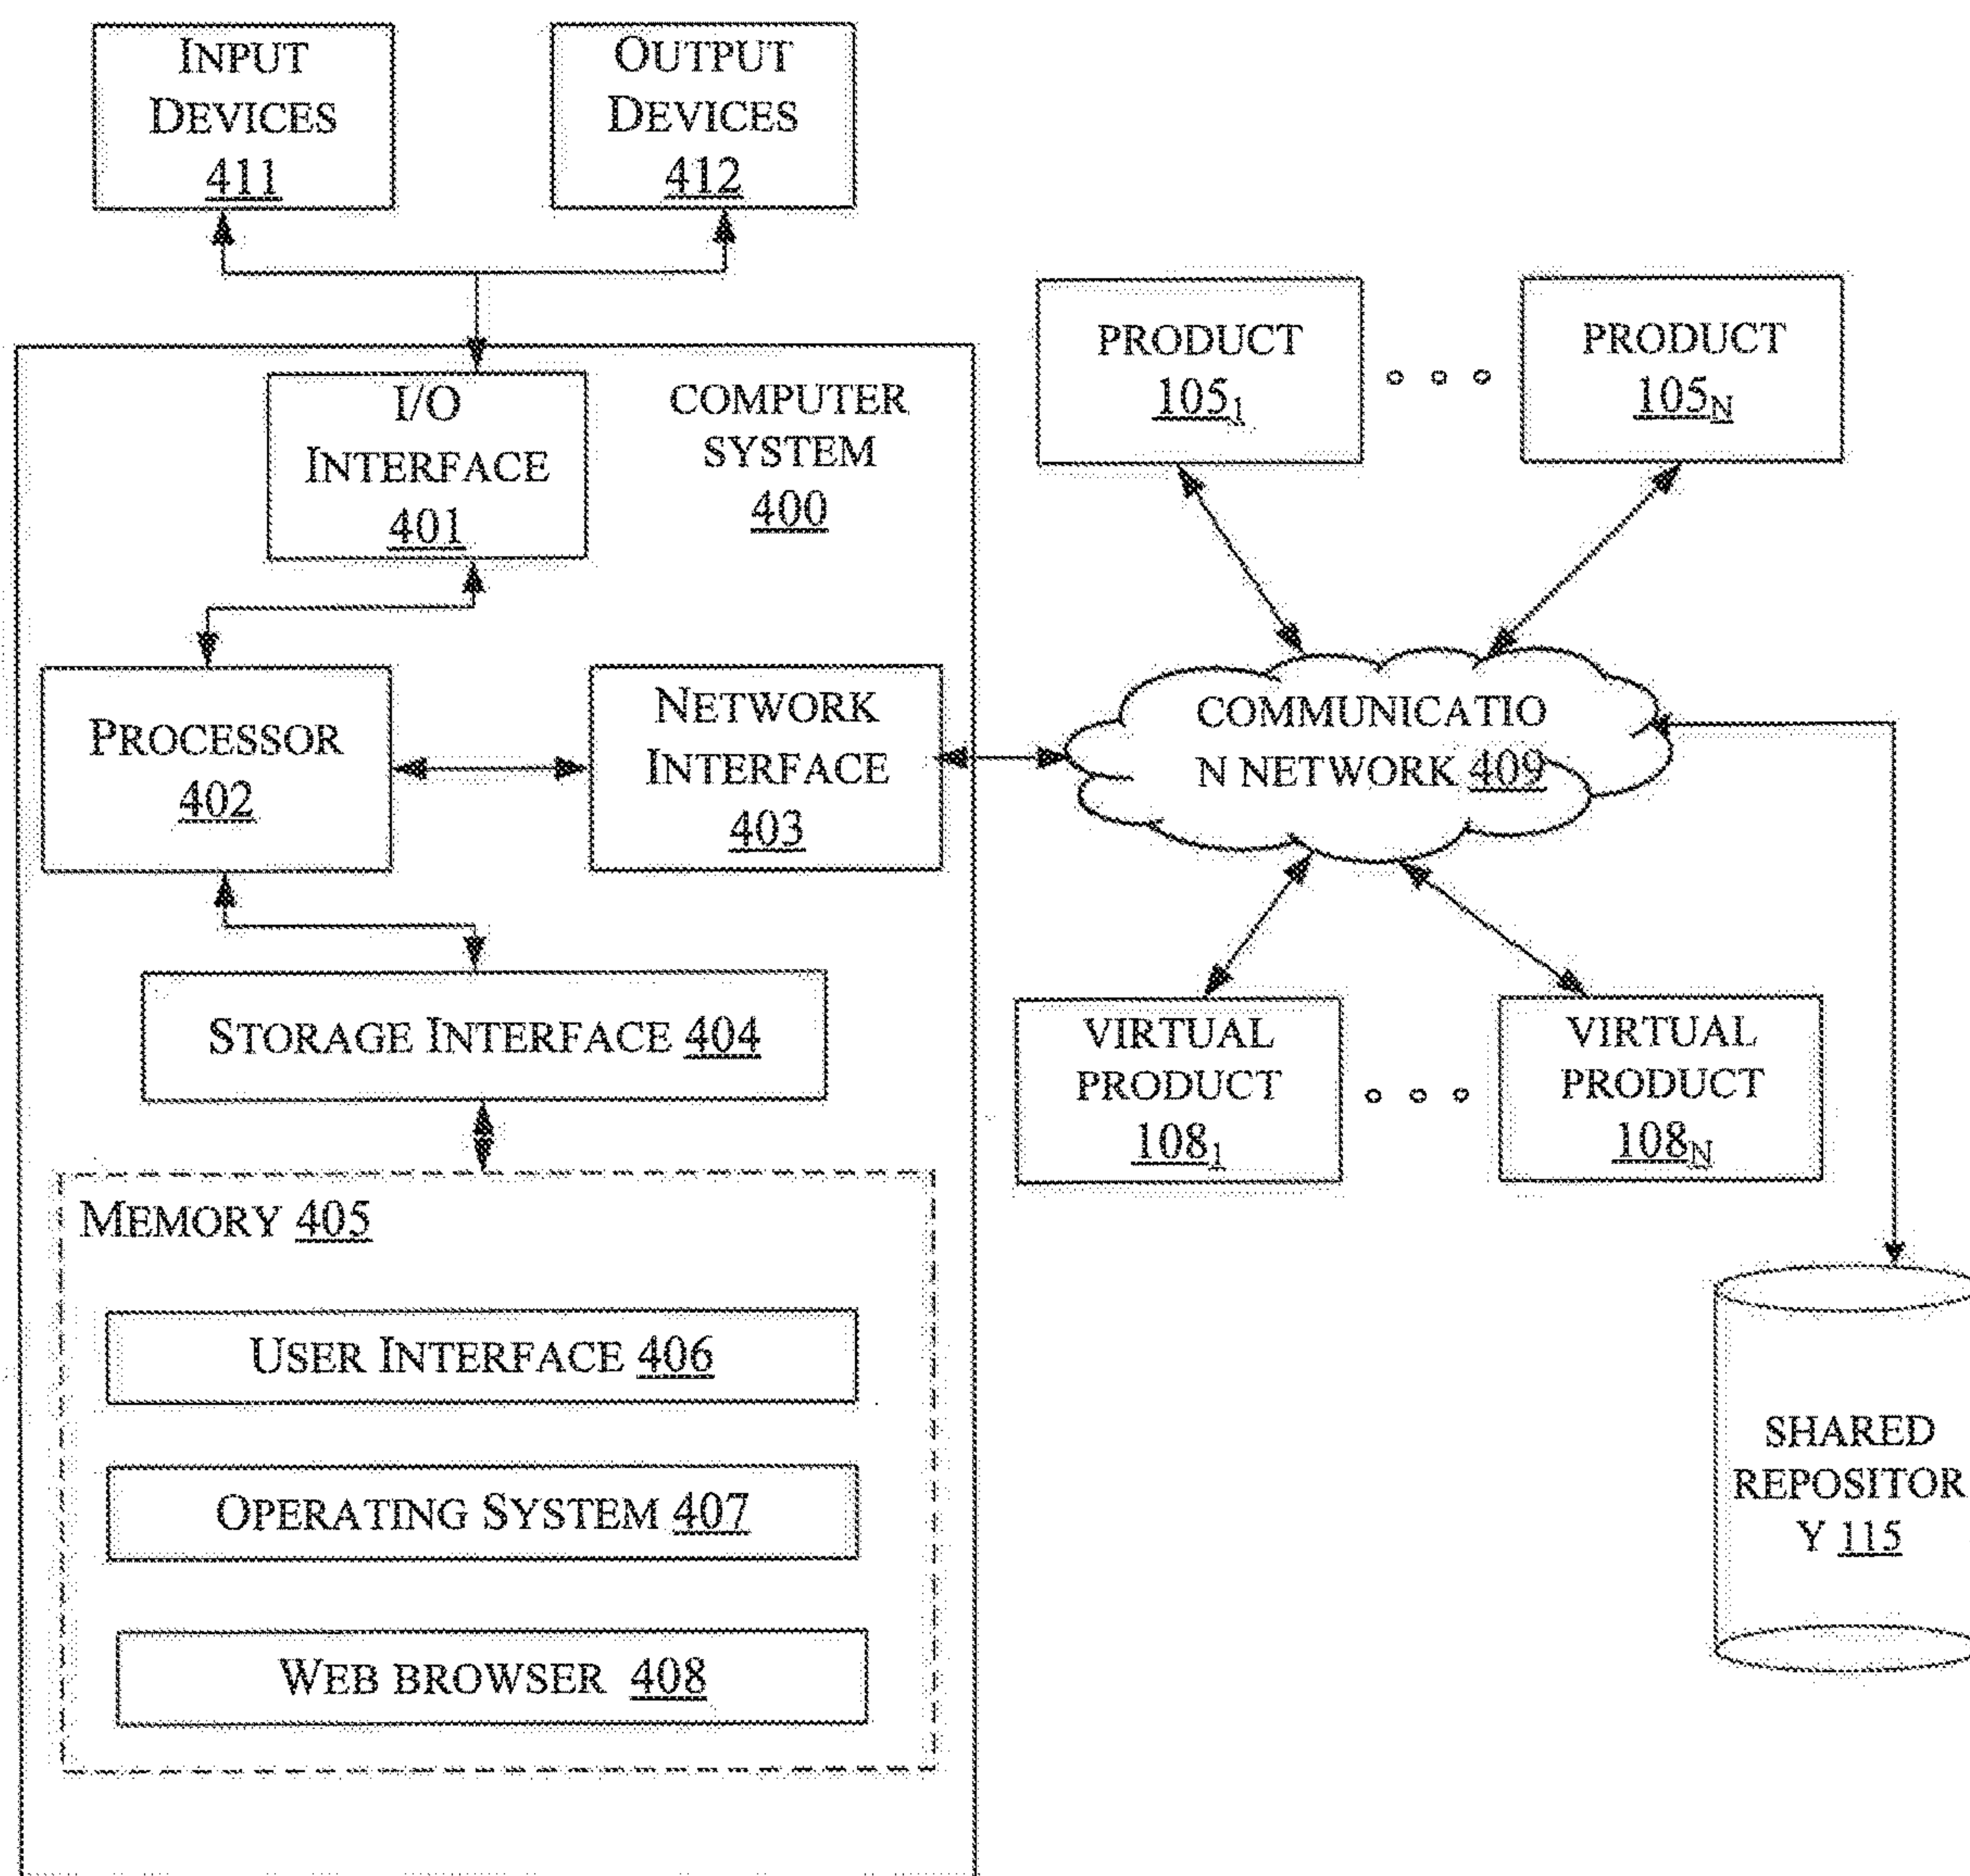 INPUT
DEVICES
411
OUTPUT
DEVICES
412
I/O
INTERFACE
401
COMPUTER
SYSTEM
400
PROCESSOR
402
NETWORK
INTERFACE
403
STORAGE INTERFACE 404
MEMORY 405
USER INTERFACE 406
OPERATING SYSTEM 407
WEB BROWSER 408
PRODUCT
105₁
PRODUCT
105N
COMMUNICATIO
N NETWORK 409
VIRTUAL
PRODUCT
108₁
VIRTUAL
PRODUCT
108N
SHARED
REPOSITOR
Y 115